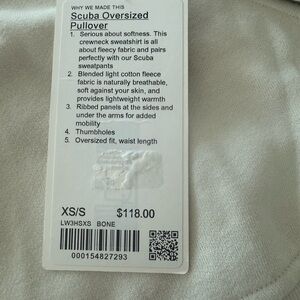 WHY WE MADE THIS
Scuba Oversized
Pullover
1. Serious about softness. This
crewneck sweatshirt is all
about fleecy fabric and pairs
perfectly with our Scuba
sweatpants
2. Blended light cotton fleece
fabric is naturally breathable,
soft against your skin, and
provides lightweight warmth
3. Ribbed panels at the sides and
under the arms for added
mobility
4. Thumbholes
5. Oversized fit, waist length
XS/S $118.00
LW3HSXS BONE
000154827293